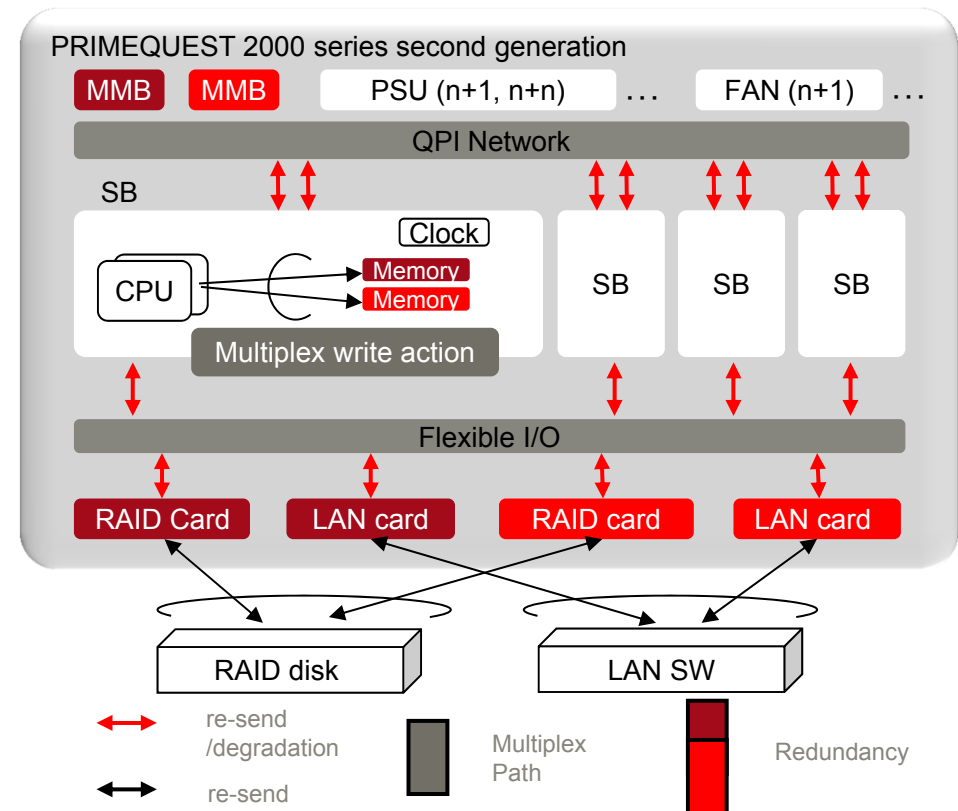 PRIMEQUEST 2000 series second generation
MMB
MMB
PSU (n+1, n+n)
...
FAN (n+1)
...
QPI Network
SB
Clock
CPU
Memory
Memory
Multiplex write action
SB
SB
SB
Flexible I/O
RAID Card
LAN card
RAID card
LAN card
RAID disk
LAN SW
re-send
/degradation
re-send
Multiplex
Path
Redundancy